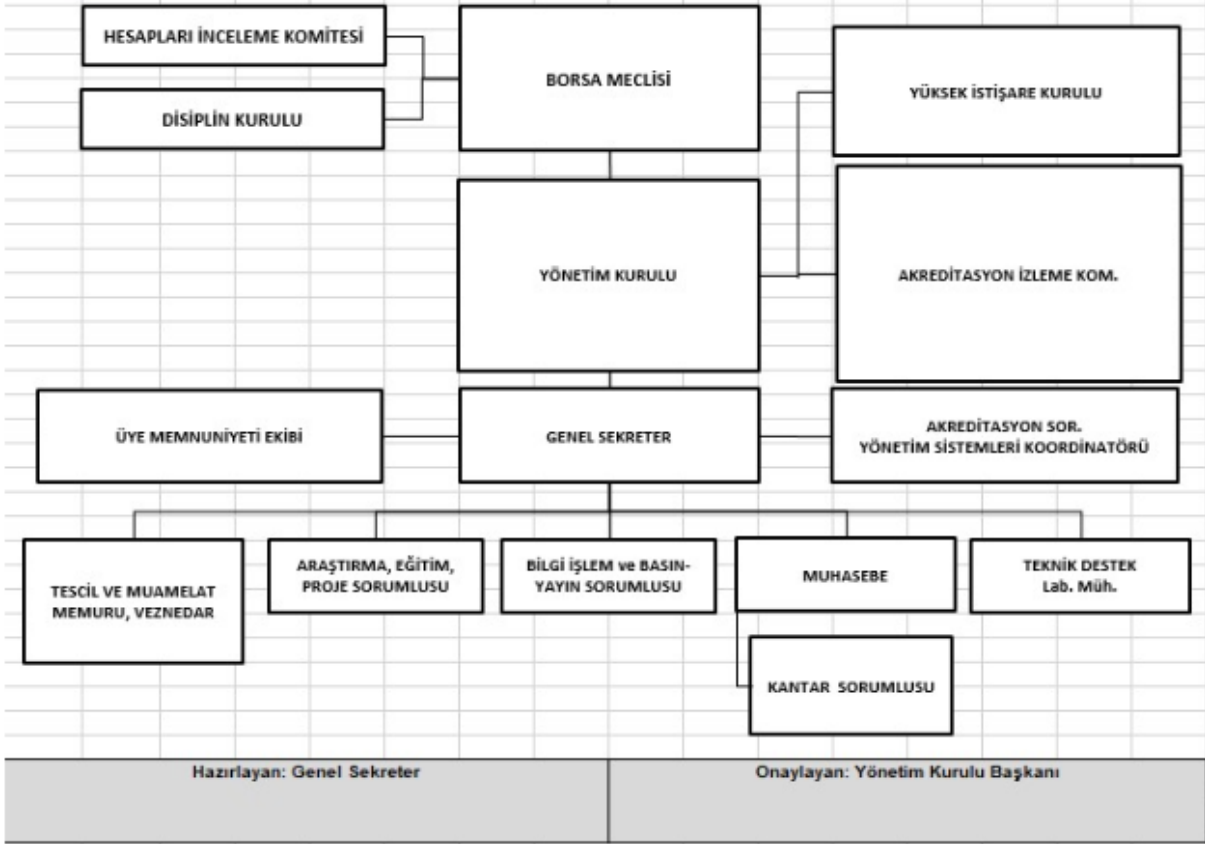 HESAPLARI İNCELEME KOMİTESİ
DİSİPLİN KURULU
BORSA MECLİSİ
YÜKSEK İSTİŞARE KURULU
YÖNETİM KURULU
AKREDİTASYON İZLEME KOM.
ÜYE MEMNUNİYETİ EKİBİ
GENEL SEKRETER
AKREDİTASYON SOR.
YÖNETİM SİSTEMLERİ KOORDİNATÖRÜ
TESCİL VE MUAMELAT
MEMURU, VEZNEDAR
ARAŞTIRMA, EĞİTİM,
PROJE SORUMLUSU
BİLGİ İŞLEM ve BASIN-
YAYIN SORUMLUSU
MUHASEBE
TEKNİK DESTEK
Lab. Müh.
KANTAR SORUMLUSU
Hazırlayan: Genel Sekreter
Onaylayan: Yönetim Kurulu Başkanı